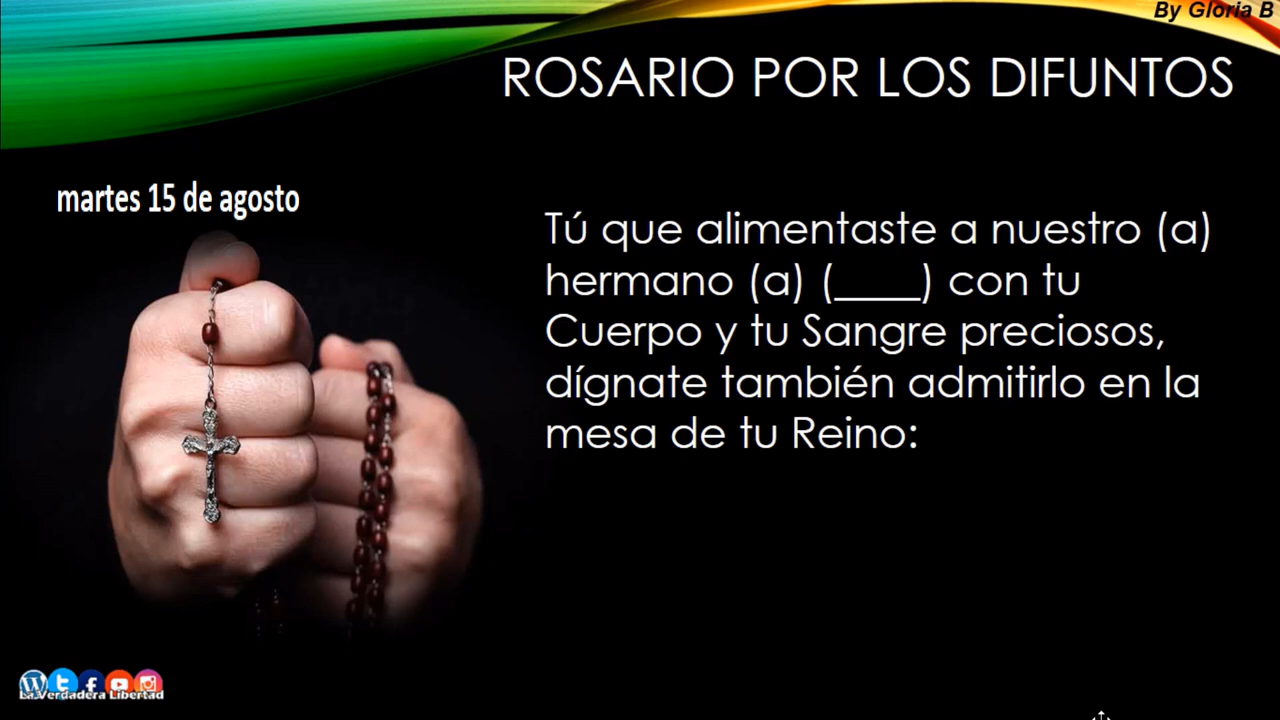 By Gloria B
ROSARIO POR LOS DIFUNTOS
martes 15 de agosto
Tú que alimentaste a nuestro (a)
hermano (a) (____) con tu
Cuerpo y tu Sangre preciosos,
dígnate también admitirlo en la
mesa de tu Reino:
La Verdadera Libertad